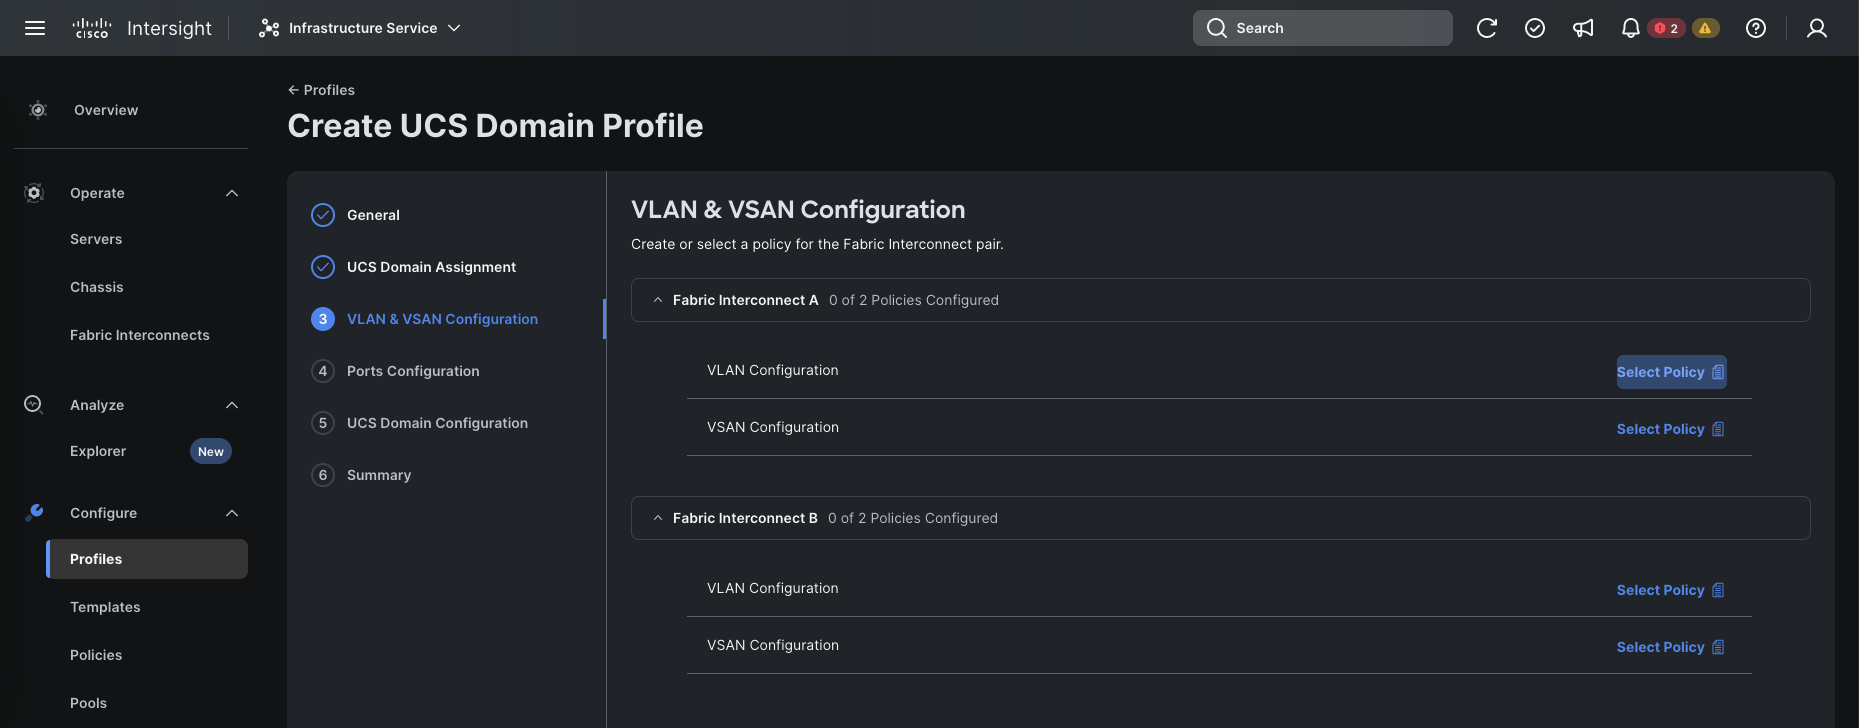 CISCO Intersight Infrastructure Service Search 2
Overview
Operate
Servers
Chassis
Fabric Interconnects
Analyze
Explorer New
Configure
Profiles
Templates
Policies
Pools
← Profiles
Create UCS Domain Profile
General
UCS Domain Assignment
3 VLAN & VSAN Configuration
4 Ports Configuration
5 UCS Domain Configuration
6 Summary
VLAN & VSAN Configuration
Create or select a policy for the Fabric Interconnect pair.
Fabric Interconnect A 0 of 2 Policies Configured
VLAN Configuration Select Policy
VSAN Configuration Select Policy
Fabric Interconnect B 0 of 2 Policies Configured
VLAN Configuration Select Policy
VSAN Configuration Select Policy